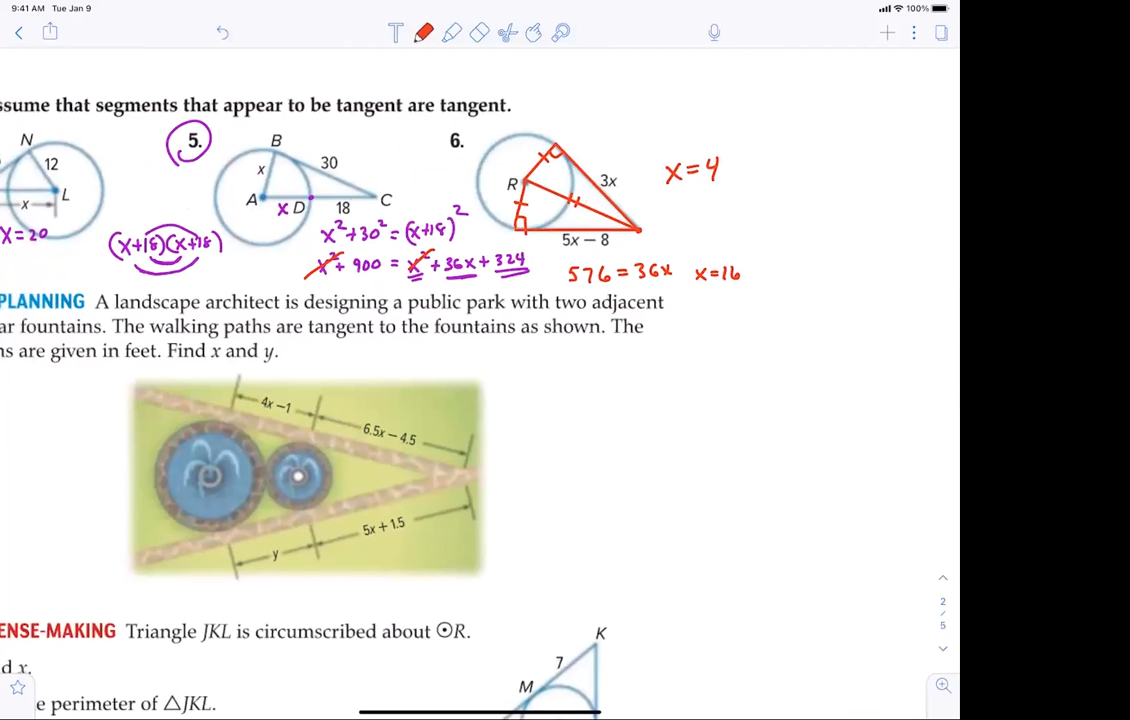 9:41 AM Tue Jan 9
100%
ssume that segments that appear to be tangent are tangent.
N
12
L
x
x=20
5.
B
x
30
A
x D
18
C
(x+18)(x+18)
x²+30² = (x+18)²
x² + 900 = x² + 36x + 324
6.
R
3x
5x − 8
x=4
576 = 36x x=16
PLANNING A landscape architect is designing a public park with two adjacent
ar fountains. The walking paths are tangent to the fountains as shown. The
ns are given in feet. Find x and y.
4x −1
6.5x − 4.5
5x + 1.5
y
2
/
5
ENSE-MAKING Triangle JKL is circumscribed about ⊙R.
K
7
M
d x.
e perimeter of △JKL.